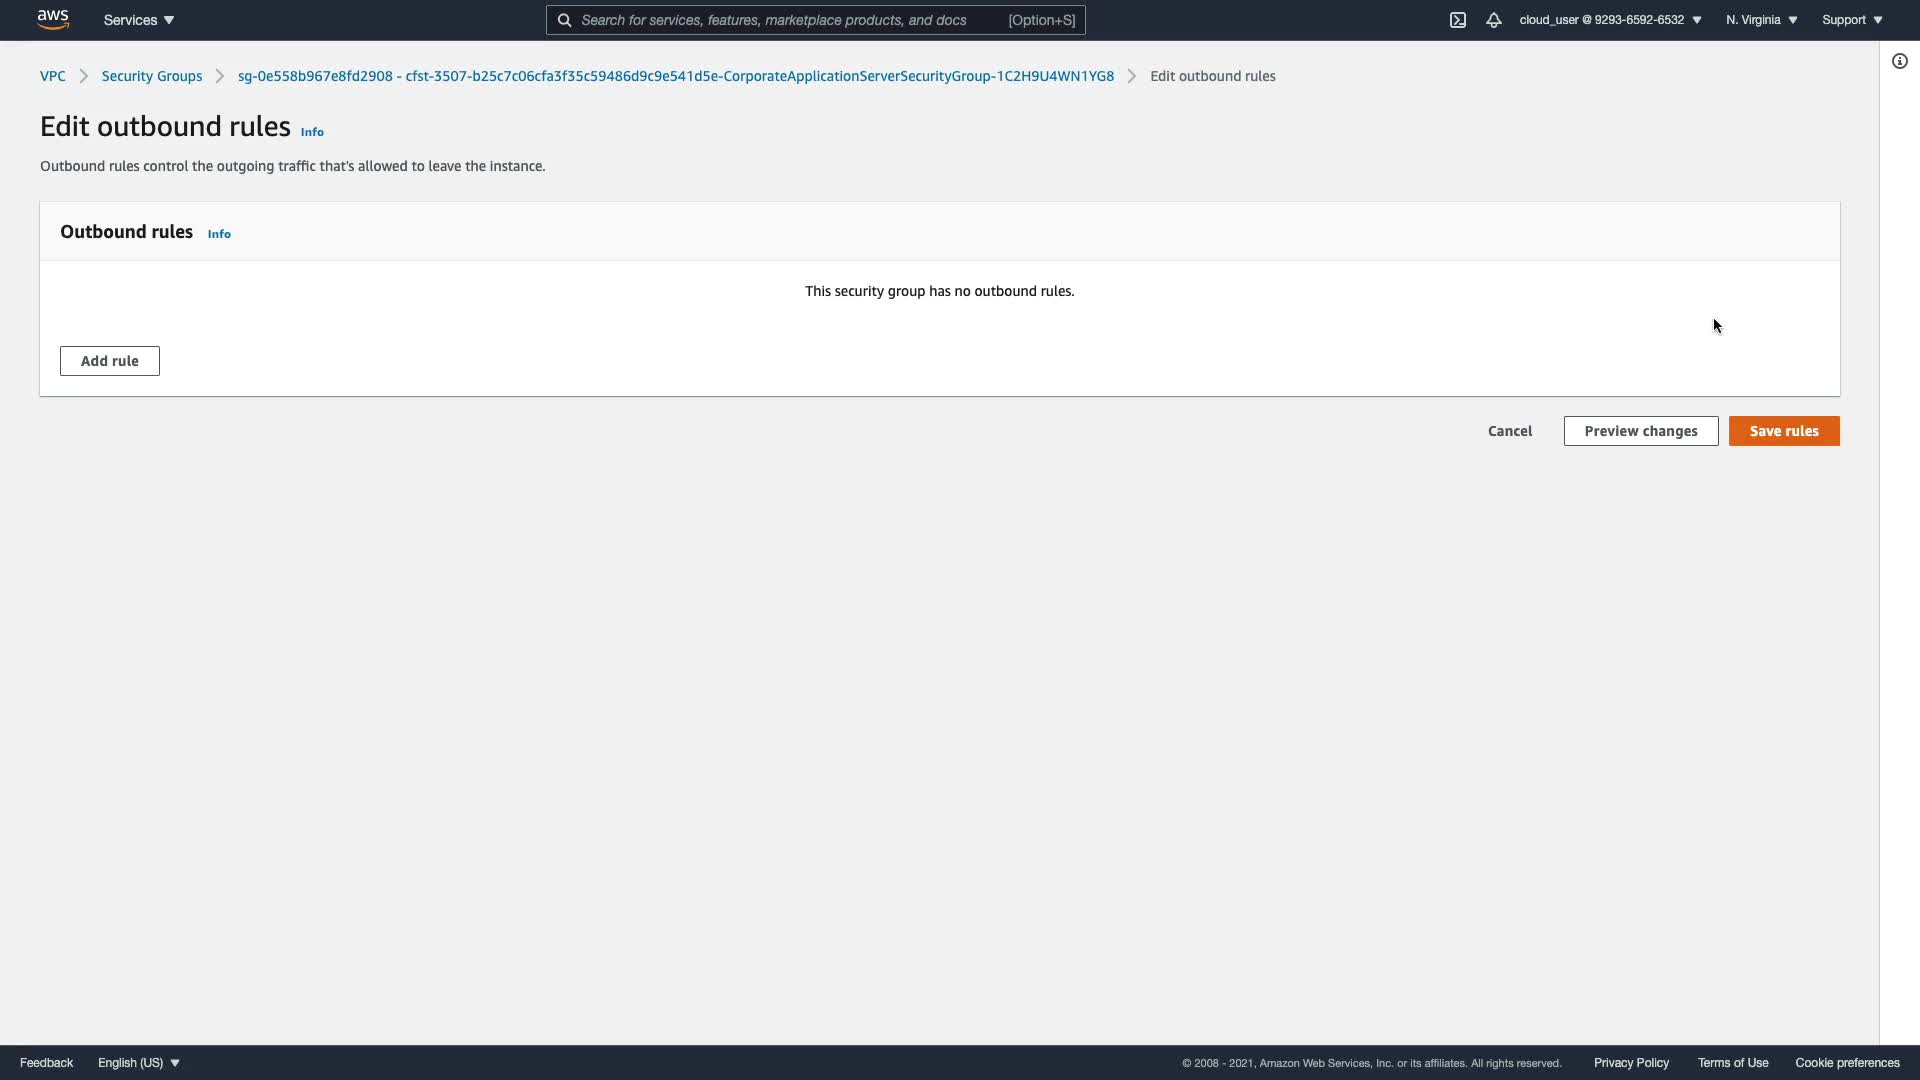 aws Services Search for services, features, marketplace products, and docs [Option+S] cloud_user @ 9293-6592-6532 N. Virginia Support
VPC Security Groups sg-0e558b967e8fd2908 - cfst-3507-b25c7c06cfa3f35c59486d9c9e541d5e-CorporateApplicationServerSecurityGroup-1C2H9U4WN1YG8 Edit outbound rules
Edit outbound rules Info
Outbound rules control the outgoing traffic that's allowed to leave the instance.
Outbound rules Info
This security group has no outbound rules.
Add rule
Cancel Preview changes Save rules
Feedback English (US) © 2008 - 2021, Amazon Web Services, Inc. or its affiliates. All rights reserved. Privacy Policy Terms of Use Cookie preferences